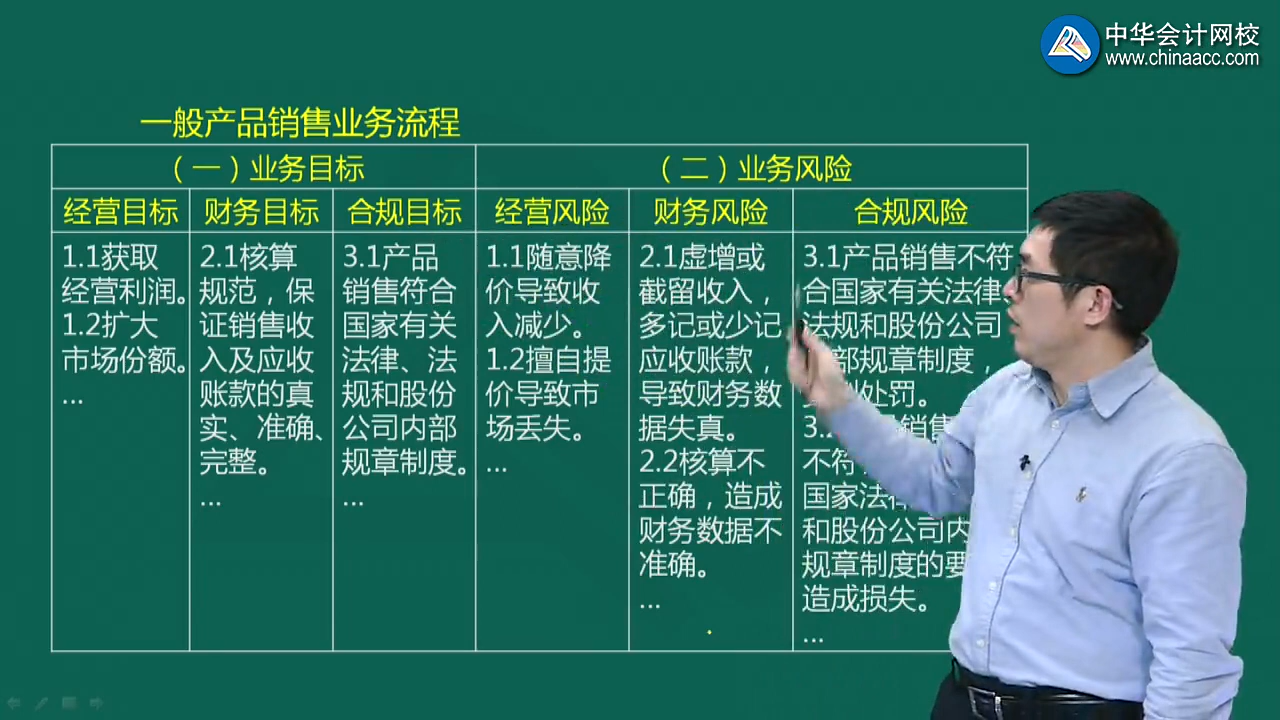 中华会计网校
www.chinaacc.com
一般产品销售业务流程
（一）业务目标
（二）业务风险
经营目标
财务目标
合规目标
经营风险
财务风险
合规风险
1.1获取
经营利润。
1.2扩大
市场份额。
...
2.1核算
规范，保
证销售收
入及应收
账款的真
实、准确、
完整。
...
3.1产品
销售符合
国家有关
法律、法
规和股份
公司内部
规章制度。
...
1.1随意降
价导致收
入减少。
1.2擅自提
价导致市
场丢失。
...
2.1虚增或
截留收入，
多记或少记
应收账款，
导致财务数
据失真。
2.2核算不
正确，造成
财务数据不
准确。
...
3.1产品销售不符
合国家有关法律
法规和股份公司
部规章制度，
处罚。
销售
不符
国家法
和股份公司内
规章制度的要
造成损失。
...